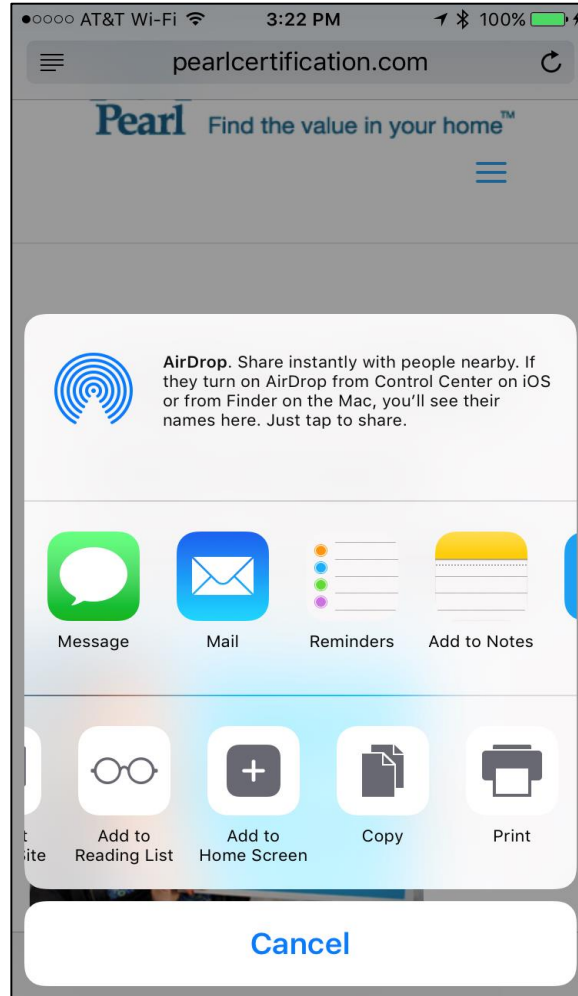 AT&T Wi-Fi 3:22 PM 100%
pearlcertification.com
Pearl Find the value in your home™
AirDrop. Share instantly with people nearby. If
they turn on AirDrop from Control Center on iOS
or from Finder on the Mac, you'll see their
names here. Just tap to share.
Message Mail Reminders Add to Notes
t Add to Add to Copy Print
ite Reading List Home Screen
Cancel